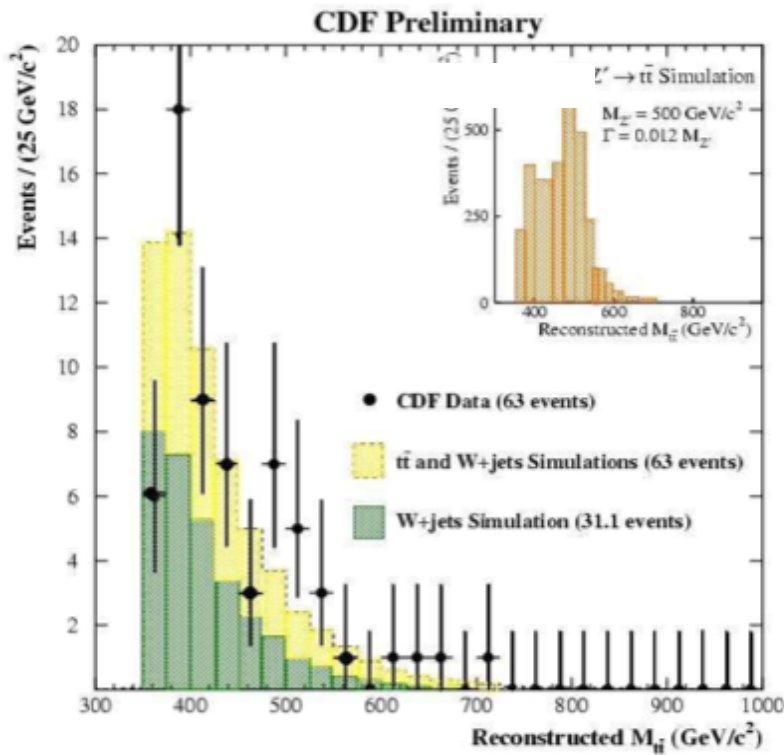 CDF Preliminary
Events / (25 GeV/c²)
20
18
16
14
12
10
8
6
4
2
300
400
500
600
700
800
900
1000
Reconstructed M_tt̄ (GeV/c²)
→ tt̄ Simulation
M_Z′ = 500 GeV/c²
Γ = 0.012 M_Z′
Events / (25
500
250
0
400
600
800
Reconstructed M_tt̄ (GeV/c²)
CDF Data (63 events)
tt̄ and W+jets Simulations (63 events)
W+jets Simulation (31.1 events)